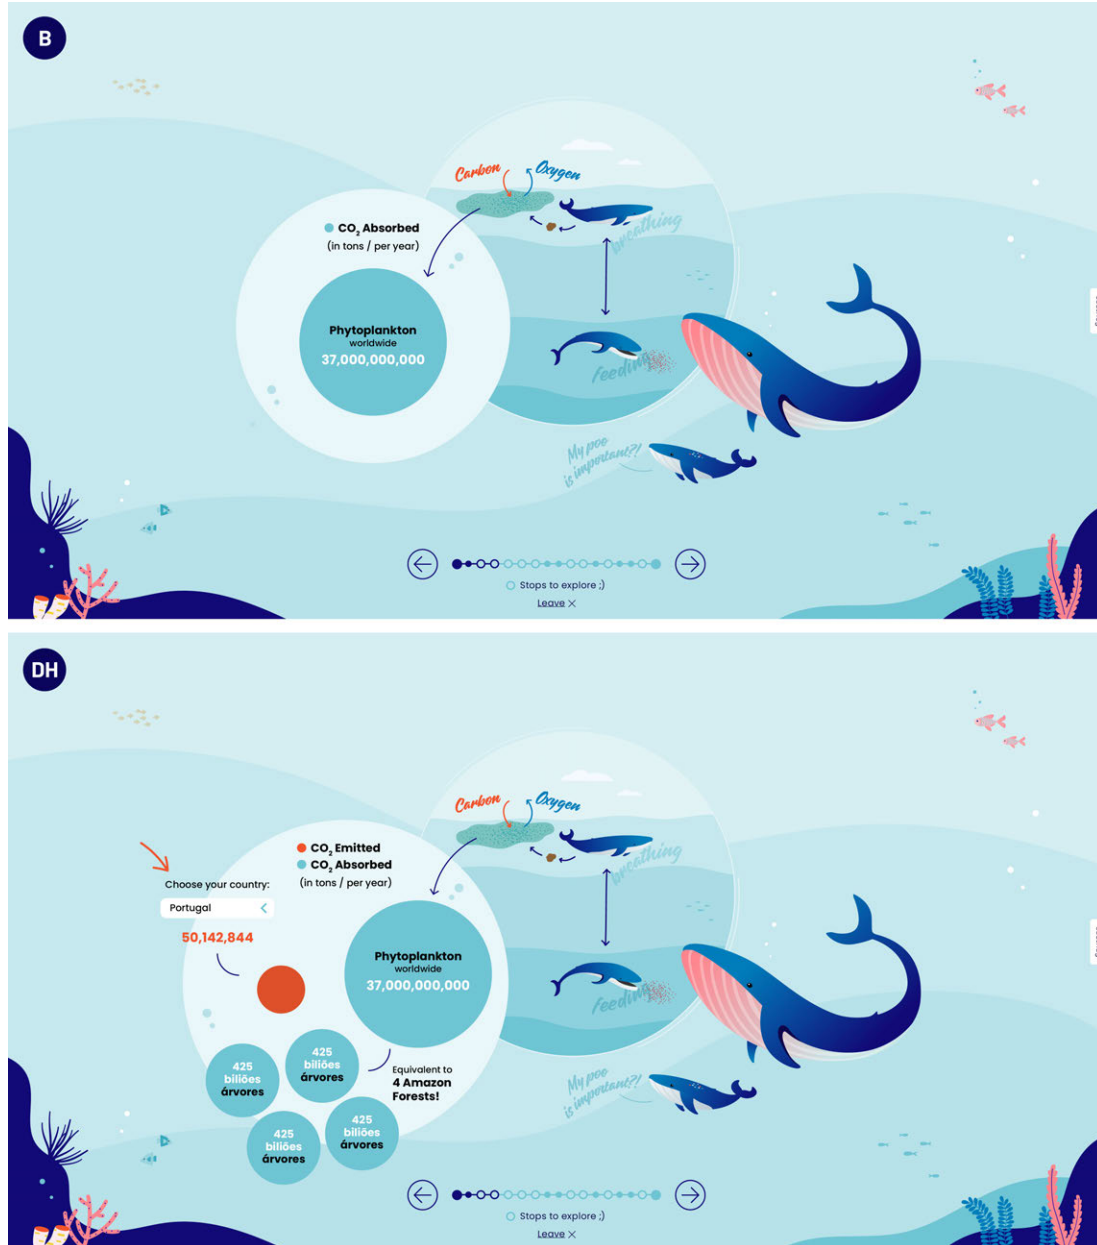 B
Carbon
Oxygen
breathing
CO2 Absorbed
(in tons / per year)
Phytoplankton
worldwide
37,000,000,000
feeding
My poo
is important?!
Sources
Stops to explore ;)
Leave ×
DH
Carbon
Oxygen
breathing
CO2 Emitted
CO2 Absorbed
(in tons / per year)
Choose your country:
Portugal
50,142,844
Phytoplankton
worldwide
37,000,000,000
feeding
425
biliões
árvores
425
biliões
árvores
425
biliões
árvores
425
biliões
árvores
Equivalent to
4 Amazon
Forests!
My poo
is important?!
Sources
Stops to explore ;)
Leave ×